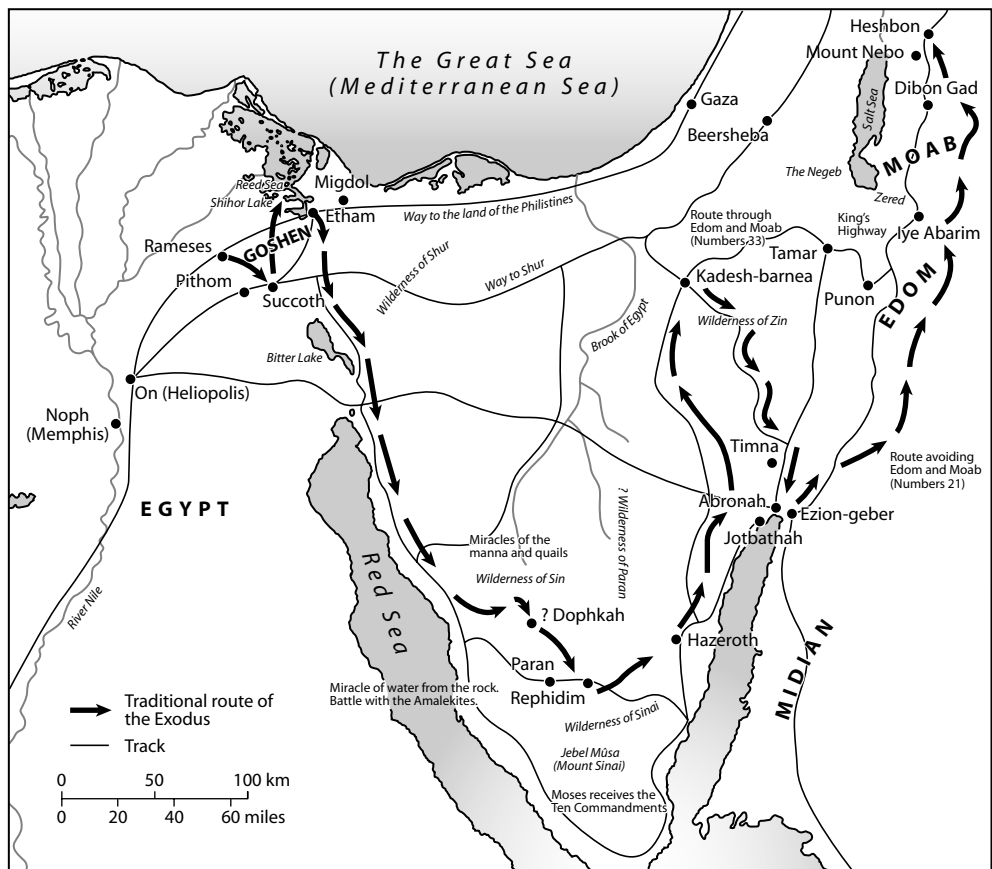 The Great Sea
(Mediterranean Sea)
Heshbon
Mount Nebo
Dibon Gad
Salt Sea
Gaza
Beersheba
MOAB
The Negeb
Zered
Reed Sea
Shihor Lake
Migdol
Etham
Way to the land of the Philistines
Route through
Edom and Moab
(Numbers 33)
King's
Highway
Iye Abarim
Rameses
GOSHEN
Pithom
Succoth
Wilderness of Shur
Way to Shur
Tamar
Kadesh-barnea
Punon
EDOM
Wilderness of Zin
Brook of Egypt
Bitter Lake
On (Heliopolis)
Noph
(Memphis)
Timna
Route avoiding
Edom and Moab
(Numbers 21)
EGYPT
Abronah
Ezion-geber
Jotbathah
? Wilderness of Paran
Miracles of the
manna and quails
Wilderness of Sin
Red Sea
River Nile
? Dophkah
Hazeroth
MIDIAN
Paran
Rephidim
Miracle of water from the rock.
Battle with the Amalekites.
Wilderness of Sinai
Jebel Mûsa
(Mount Sinai)
Moses receives the
Ten Commandments
Traditional route of
the Exodus
Track
0 50 100 km
0 20 40 60 miles